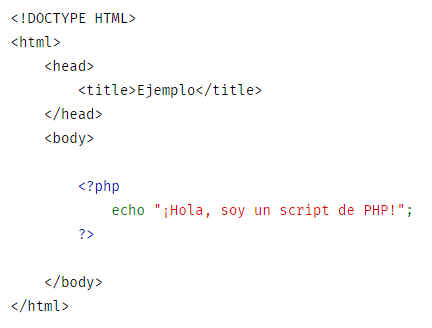 <!DOCTYPE HTML>
<html>
    <head>
        <title>Ejemplo</title>
    </head>
    <body>

        <?php
            echo "¡Hola, soy un script de PHP!";
        ?>

    </body>
</html>